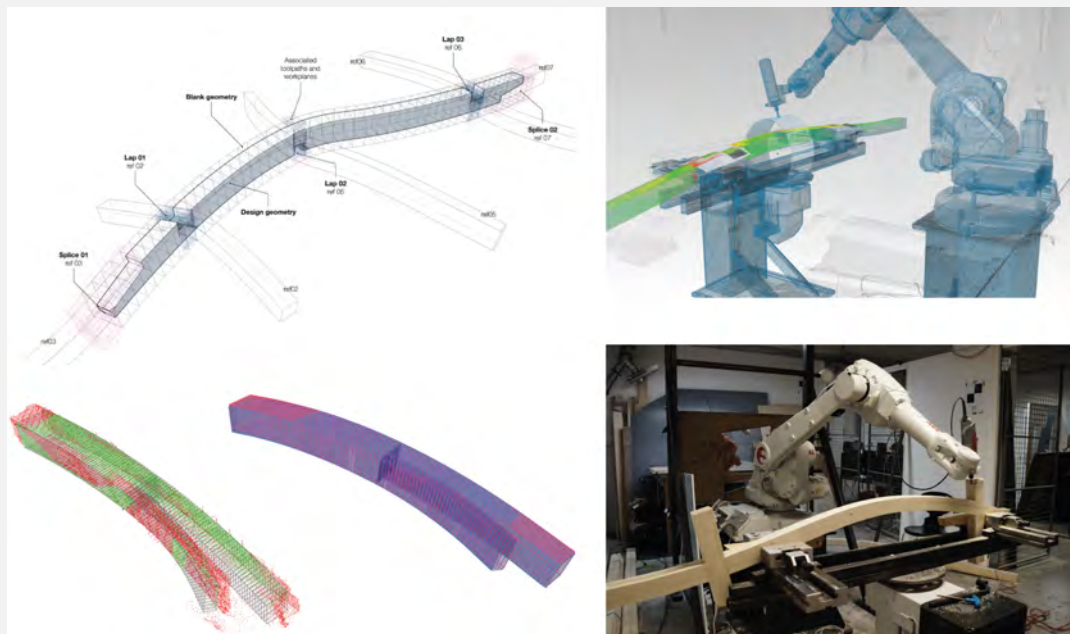 Lap 03
ref 06
Associated
toolpaths and
workplanes
ref06
ref07
Blank geometry
Splice 02
ref 07
Lap 01
ref 02
Lap 02
ref 06
Design geometry
ref05
Splice 01
ref 03
ref02
ref03